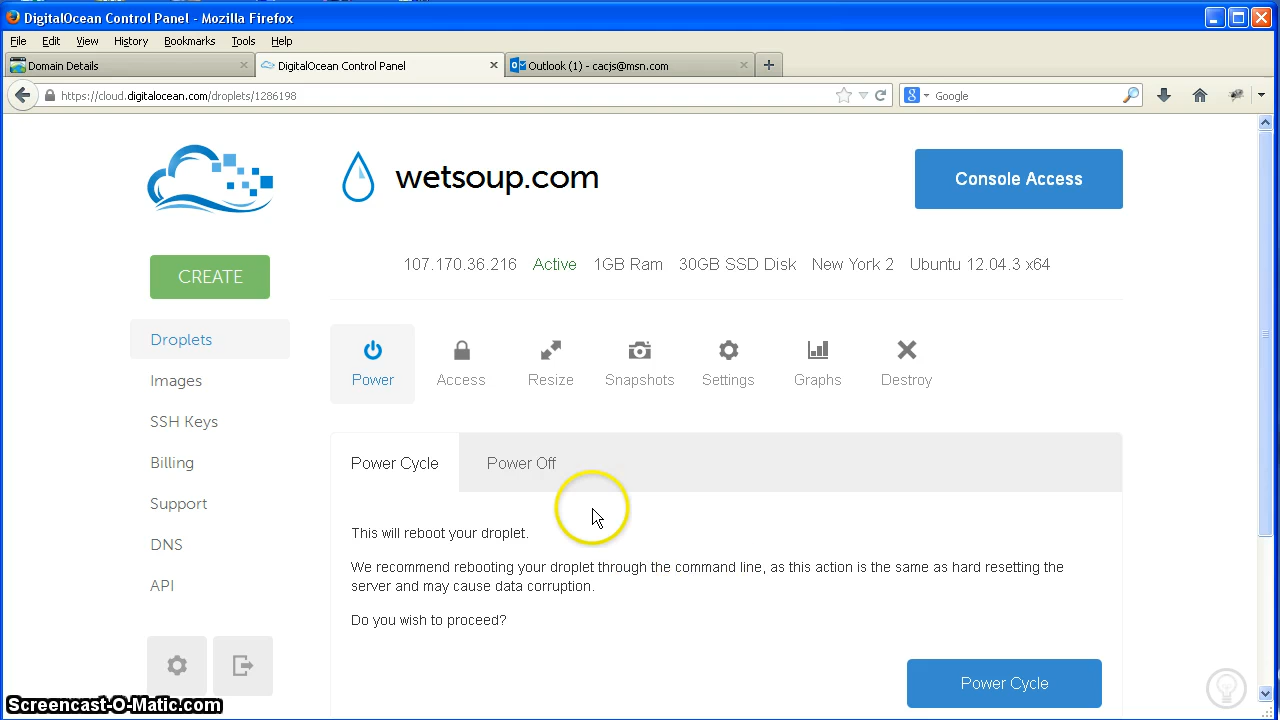 DigitalOcean Control Panel - Mozilla Firefox
File Edit View History Bookmarks Tools Help
Domain Details
DigitalOcean Control Panel
Outlook (1) - cacjs@msn.com
https://cloud.digitalocean.com/droplets/1286198
Google
wetsoup.com
Console Access
107.170.36.216 Active 1GB Ram 30GB SSD Disk New York 2 Ubuntu 12.04.3 x64
CREATE
Droplets
Images
SSH Keys
Billing
Support
DNS
API
Power Access Resize Snapshots Settings Graphs Destroy
Power Cycle Power Off
This will reboot your droplet.
We recommend rebooting your droplet through the command line, as this action is the same as hard resetting the
server and may cause data corruption.
Do you wish to proceed?
Power Cycle
Screencast-O-Matic.com